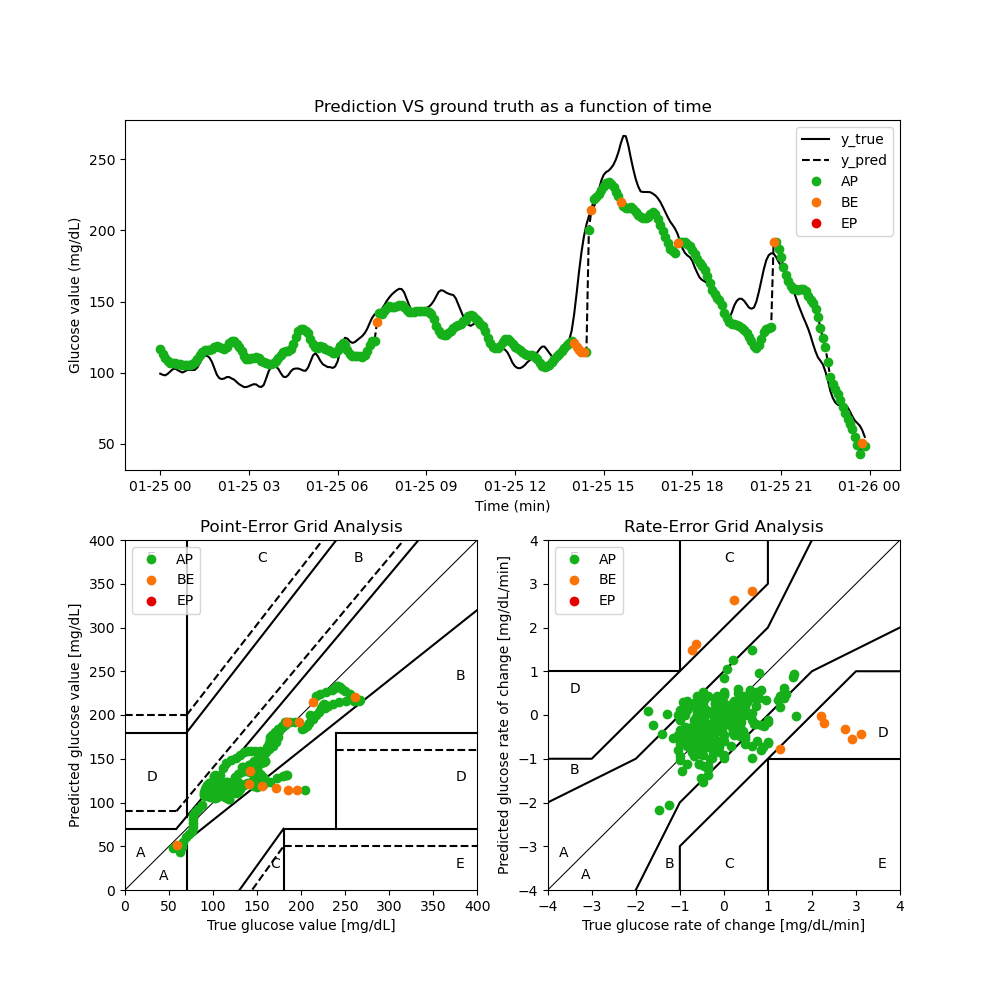 Prediction VS ground truth as a function of time
Glucose value (mg/dL)
250
200
150
100
50
y_true
y_pred
AP
BE
EP
01-25 00 01-25 03 01-25 06 01-25 09 01-25 12 01-25 15 01-25 18 01-25 21 01-26 00
Time (min)
Point-Error Grid Analysis
Predicted glucose value [mg/dL]
400
350
300
250
200
150
100
50
0
AP
BE
EP
C
B
B
D
D
A
A
C
E
0 50 100 150 200 250 300 350 400
True glucose value [mg/dL]
Rate-Error Grid Analysis
Predicted glucose rate of change [mg/dL/min]
4
3
2
1
0
−1
−2
−3
−4
AP
BE
EP
C
D
D
B
A
A
B
C
E
−4 −3 −2 −1 0 1 2 3 4
True glucose rate of change [mg/dL/min]